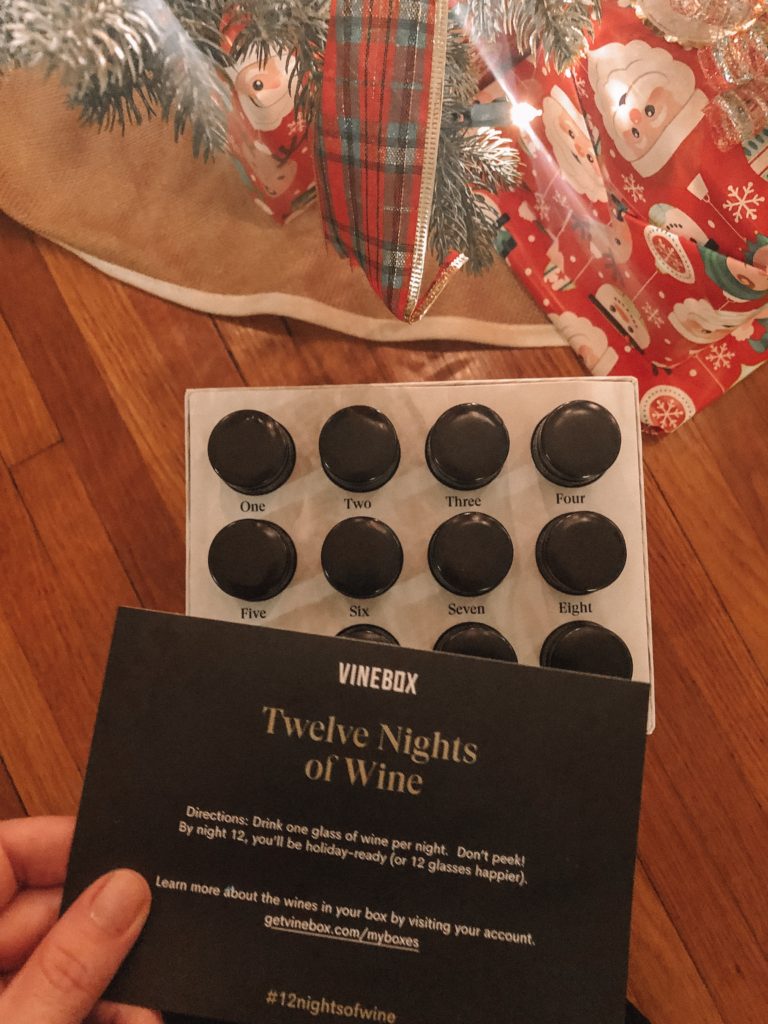 One Two Three Four
Five Six Seven Eight
VINEBOX
Twelve Nights
of Wine
Directions: Drink one glass of wine per night. Don't peek!
By night 12, you'll be holiday-ready (or 12 glasses happier).
Learn more about the wines in your box by visiting your account.
getvinebox.com/myboxes
#12nightsofwine